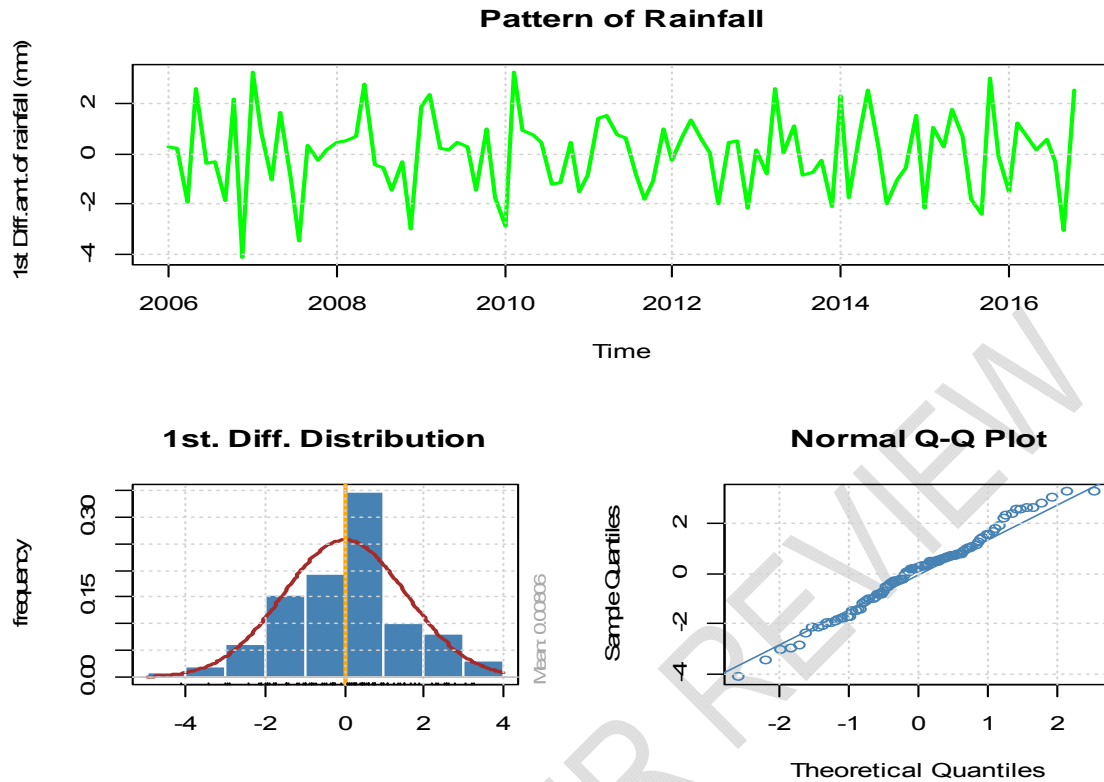 Pattern of Rainfall
1st Diff.amt.of rainfall (mm)
2
0
2
4
2006 2008 2010 2012 2014 2016
Time
1st. Diff. Distribution
frequency
0.30
0.15
0.00
-4 -2 0 2 4
Mean: 0.00806
Normal Q-Q Plot
Sample Quantiles
2
0
-2
-4
-2 -1 0 1 2
Theoretical Quantiles
ER REVIEW